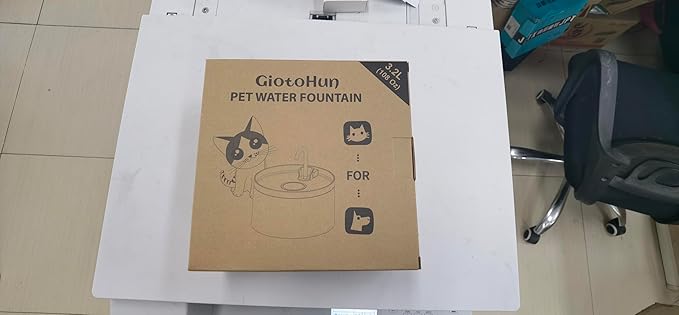 GiotoHun
PET WATER FOUNTAIN
3.2L
(108 Oz)
FOR